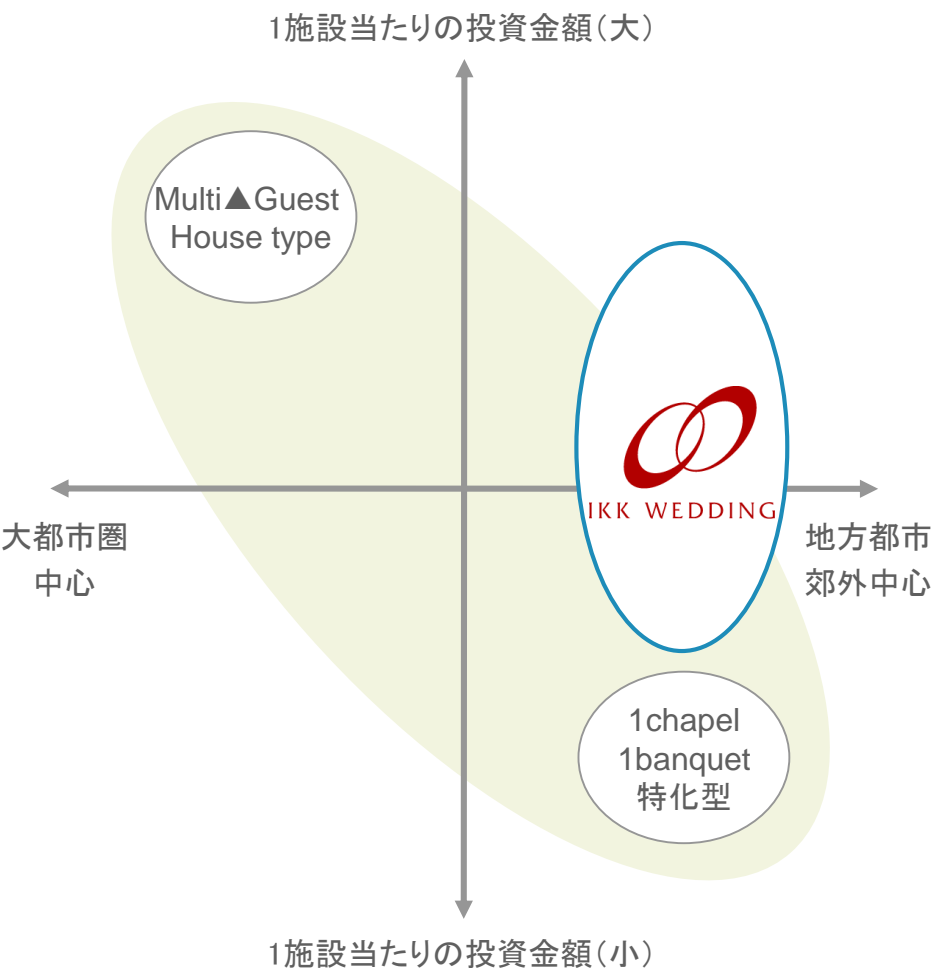 1施設当たりの投資金額(大)
Multi▲Guest
House type
IKK WEDDING
大都市圏
中心
地方都市
郊外中心
1chapel
1banquet
特化型
1施設当たりの投資金額(小)